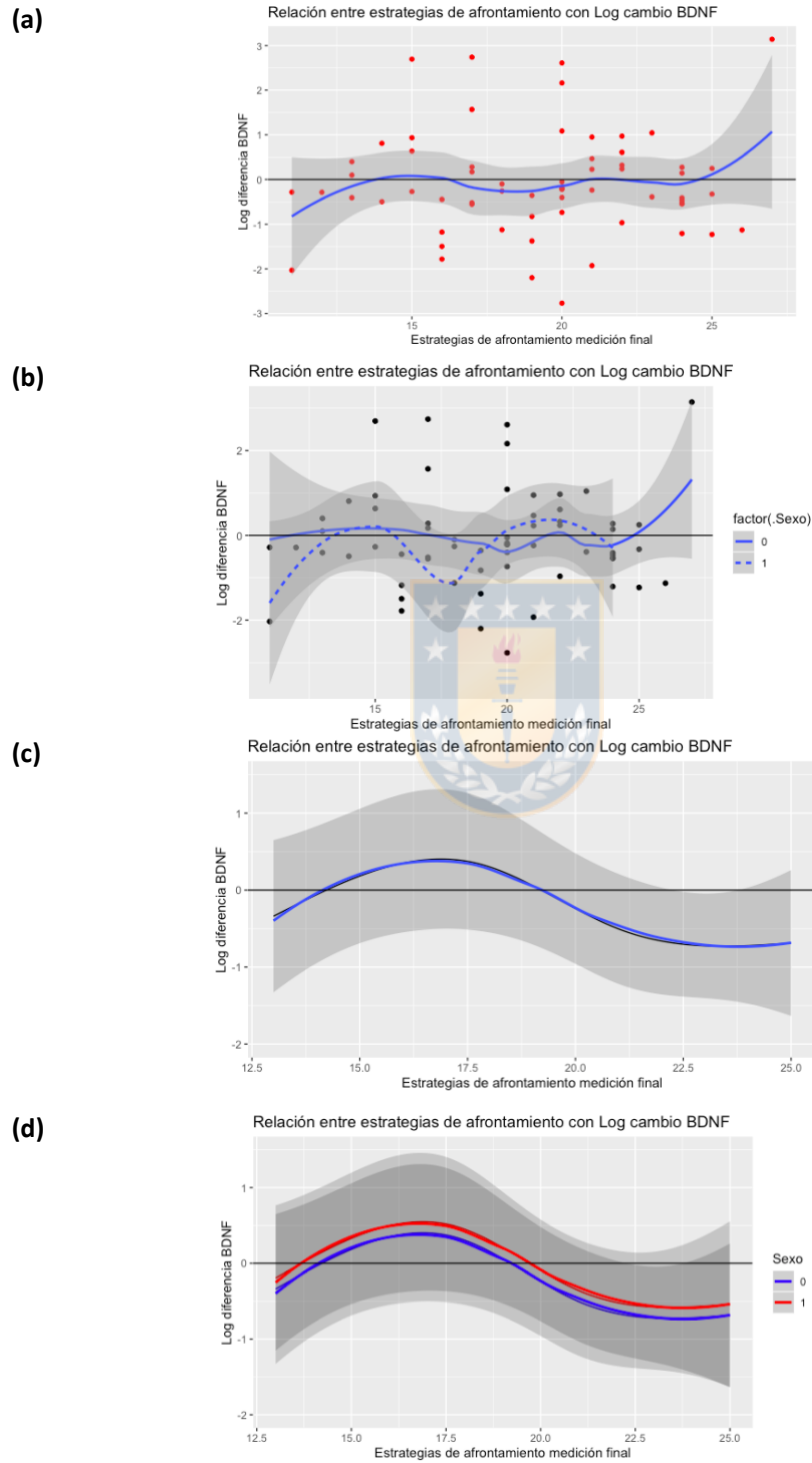 (a)
Relación entre estrategias de afrontamiento con Log cambio BDNF
Log diferencia BDNF
3
2
1
0
-1
-2
-3
15
20
25
Estrategias de afrontamiento medición final
(b)
Relación entre estrategias de afrontamiento con Log cambio BDNF
Log diferencia BDNF
2
0
-2
15
20
25
Estrategias de afrontamiento medición final
factor(.Sexo)
0
1
(c)
Relación entre estrategias de afrontamiento con Log cambio BDNF
Log diferencia BDNF
1
0
-1
-2
12.5
15.0
17.5
20.0
22.5
25.0
Estrategias de afrontamiento medición final
(d)
Relación entre estrategias de afrontamiento con Log cambio BDNF
Log diferencia BDNF
1
0
-1
-2
12.5
15.0
17.5
20.0
22.5
25.0
Estrategias de afrontamiento medición final
Sexo
0
1